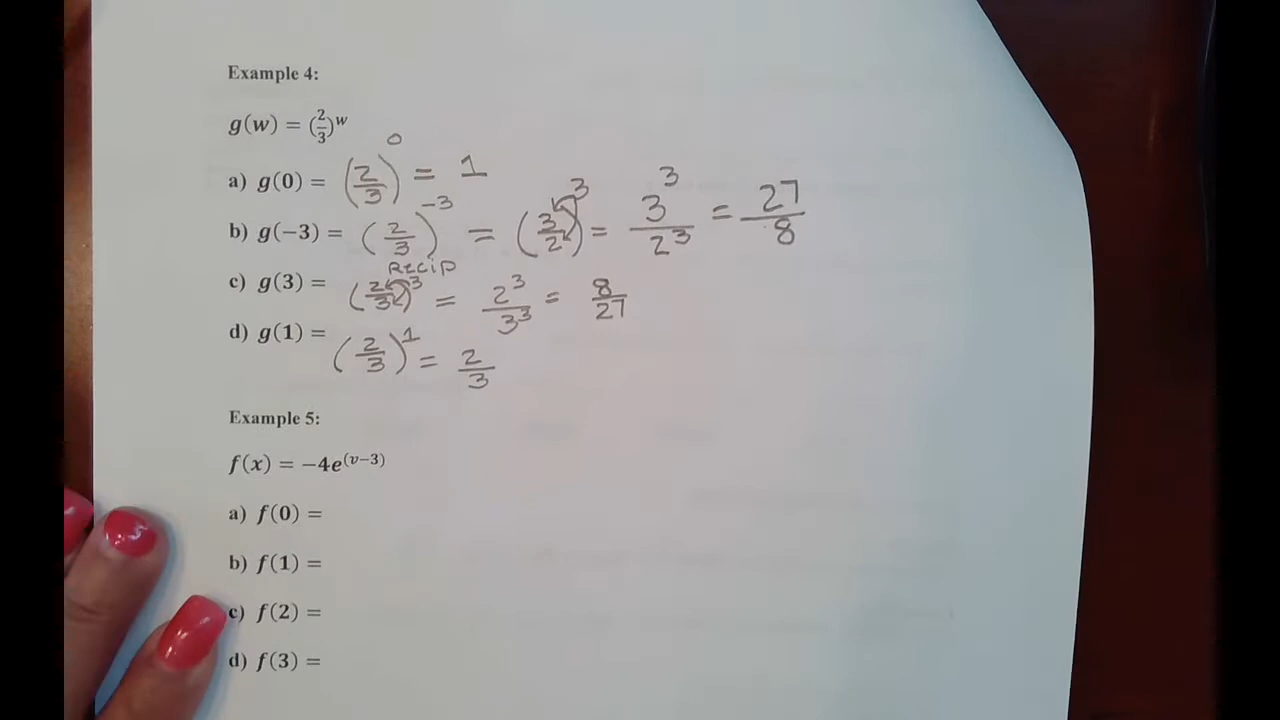 Example 4:
g(w) = (2/3)^w
a) g(0) = (2/3)^0 = 1
b) g(−3) = (2/3)^-3 = (3/2)^3 = 3^3/2^3 = 27/8
Recip
c) g(3) = (2/3)^3 = 2^3/3^3 = 8/27
d) g(1) = (2/3)^1 = 2/3
Example 5:
f(x) = −4e^(v−3)
a) f(0) =
b) f(1) =
c) f(2) =
d) f(3) =